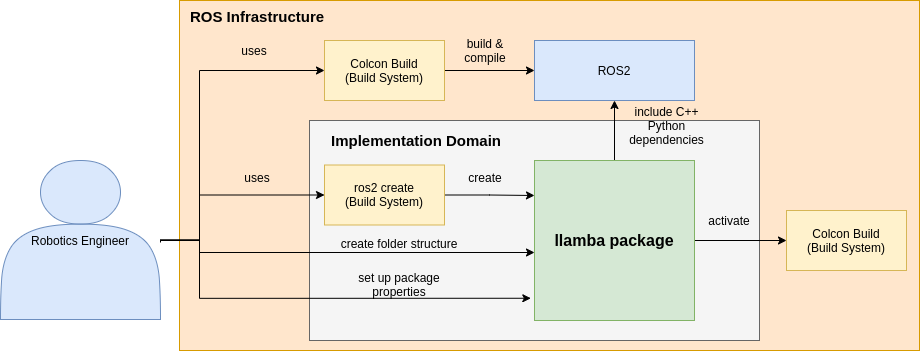 ROS Infrastructure
uses
Colcon Build
(Build System)
build &
compile
ROS2
include C++
Python
dependencies
Implementation Domain
uses
ros2 create
(Build System)
create
llamba package
activate
Colcon Build
(Build System)
Robotics Engineer
create folder structure
set up package
properties